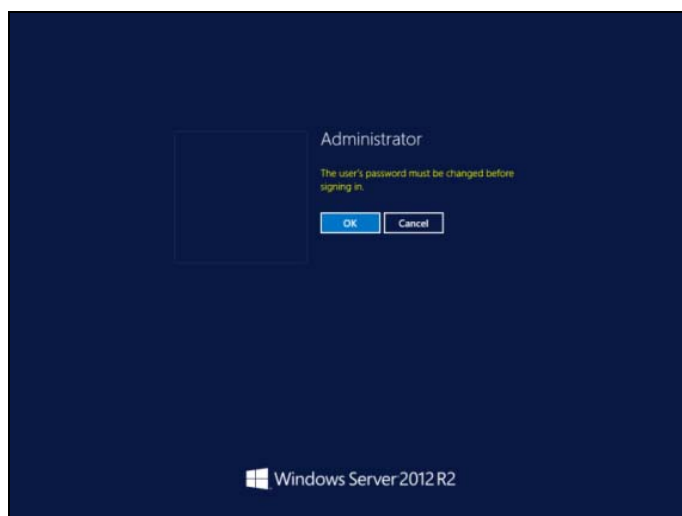 Administrator
The user's password must be changed before
signing in.
OK Cancel
Windows Server 2012 R2